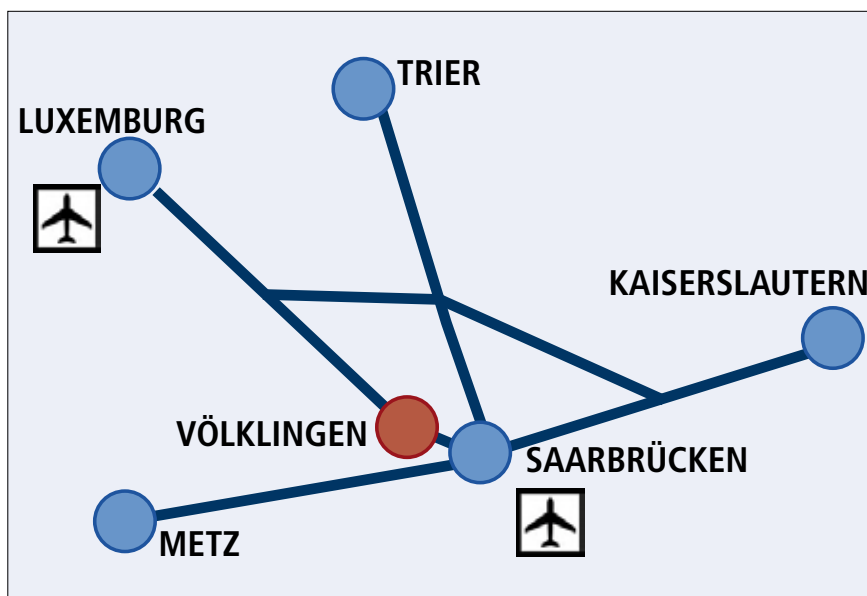 TRIER
LUXEMBURG
KAISERSLAUTERN
VÖLKLINGEN
SAARBRÜCKEN
METZ